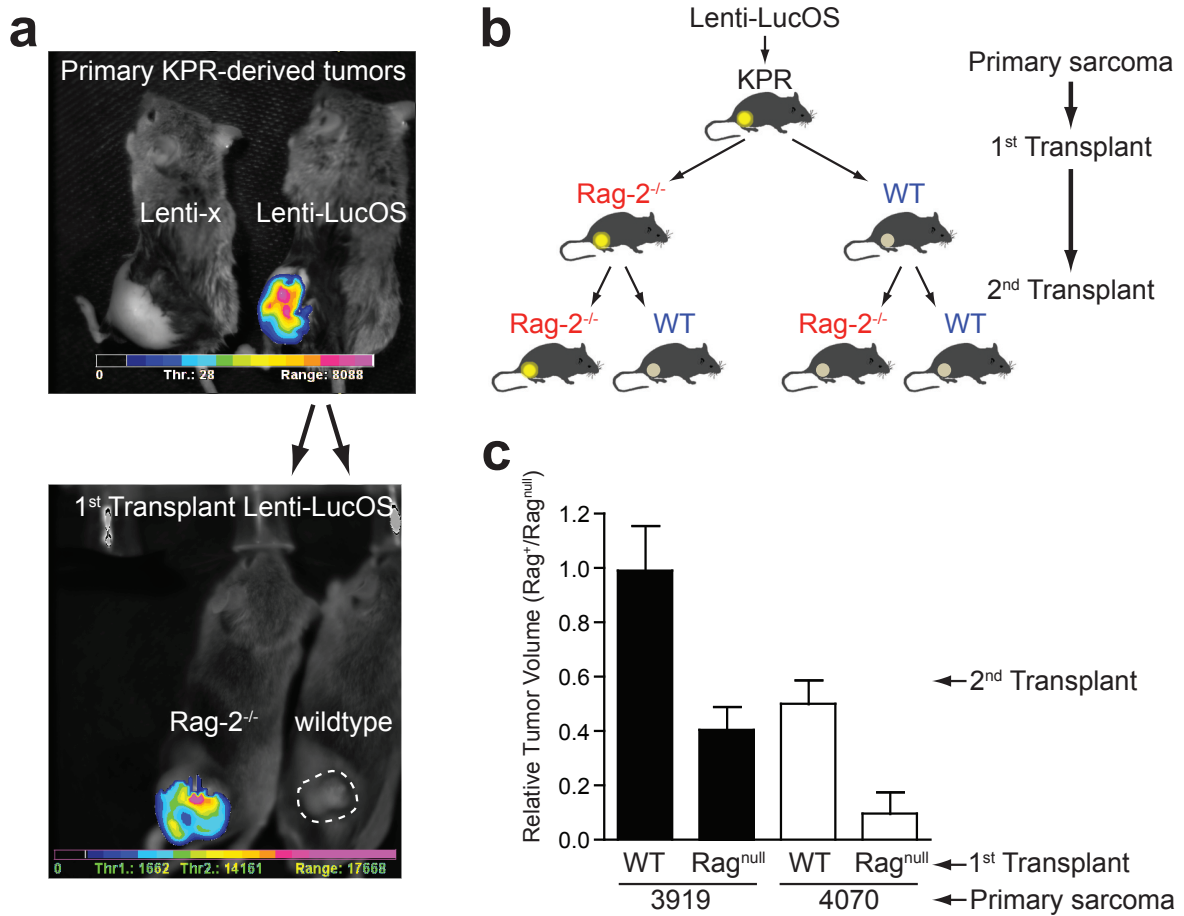 a
Primary KPR-derived tumors
Lenti-x Lenti-LucOS
0 Thr.: 28 Range: 8088
1st Transplant Lenti-LucOS
Rag-2-/- wildtype
0 Thr1.: 1662 Thr2.: 14161 Range: 17668
b
Lenti-LucOS
KPR
Rag-2-/- WT
Rag-2-/- WT Rag-2-/- WT
Primary sarcoma
1st Transplant
2nd Transplant
c
Relative Tumor Volume (Rag+/Ragnull)
1.2
1.0
0.8
0.6
0.4
0.2
0.0
WT Ragnull WT Ragnull
3919 4070
2nd Transplant
1st Transplant
Primary sarcoma